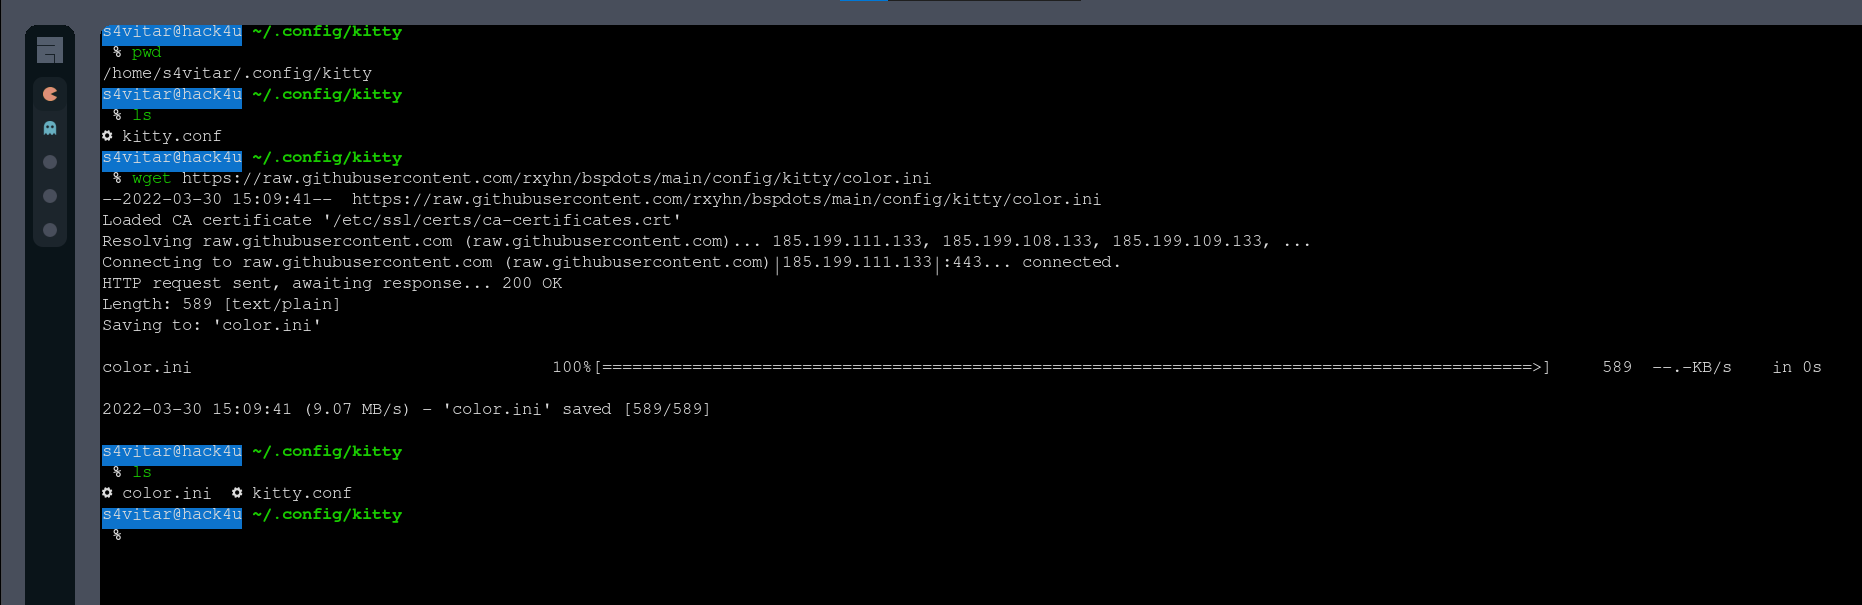 s4vitar@hack4u ~/.config/kitty
% pwd
/home/s4vitar/.config/kitty
s4vitar@hack4u ~/.config/kitty
% ls
kitty.conf
s4vitar@hack4u ~/.config/kitty
% wget https://raw.githubusercontent.com/rxyhn/bspdots/main/config/kitty/color.ini
--2022-03-30 15:09:41--  https://raw.githubusercontent.com/rxyhn/bspdots/main/config/kitty/color.ini
Loaded CA certificate '/etc/ssl/certs/ca-certificates.crt'
Resolving raw.githubusercontent.com (raw.githubusercontent.com)... 185.199.111.133, 185.199.108.133, 185.199.109.133, ...
Connecting to raw.githubusercontent.com (raw.githubusercontent.com)|185.199.111.133|:443... connected.
HTTP request sent, awaiting response... 200 OK
Length: 589 [text/plain]
Saving to: 'color.ini'
color.ini 100%[=============================================================================================>] 589 --.-KB/s in 0s
2022-03-30 15:09:41 (9.07 MB/s) - 'color.ini' saved [589/589]
s4vitar@hack4u ~/.config/kitty
% ls
color.ini kitty.conf
s4vitar@hack4u ~/.config/kitty
%